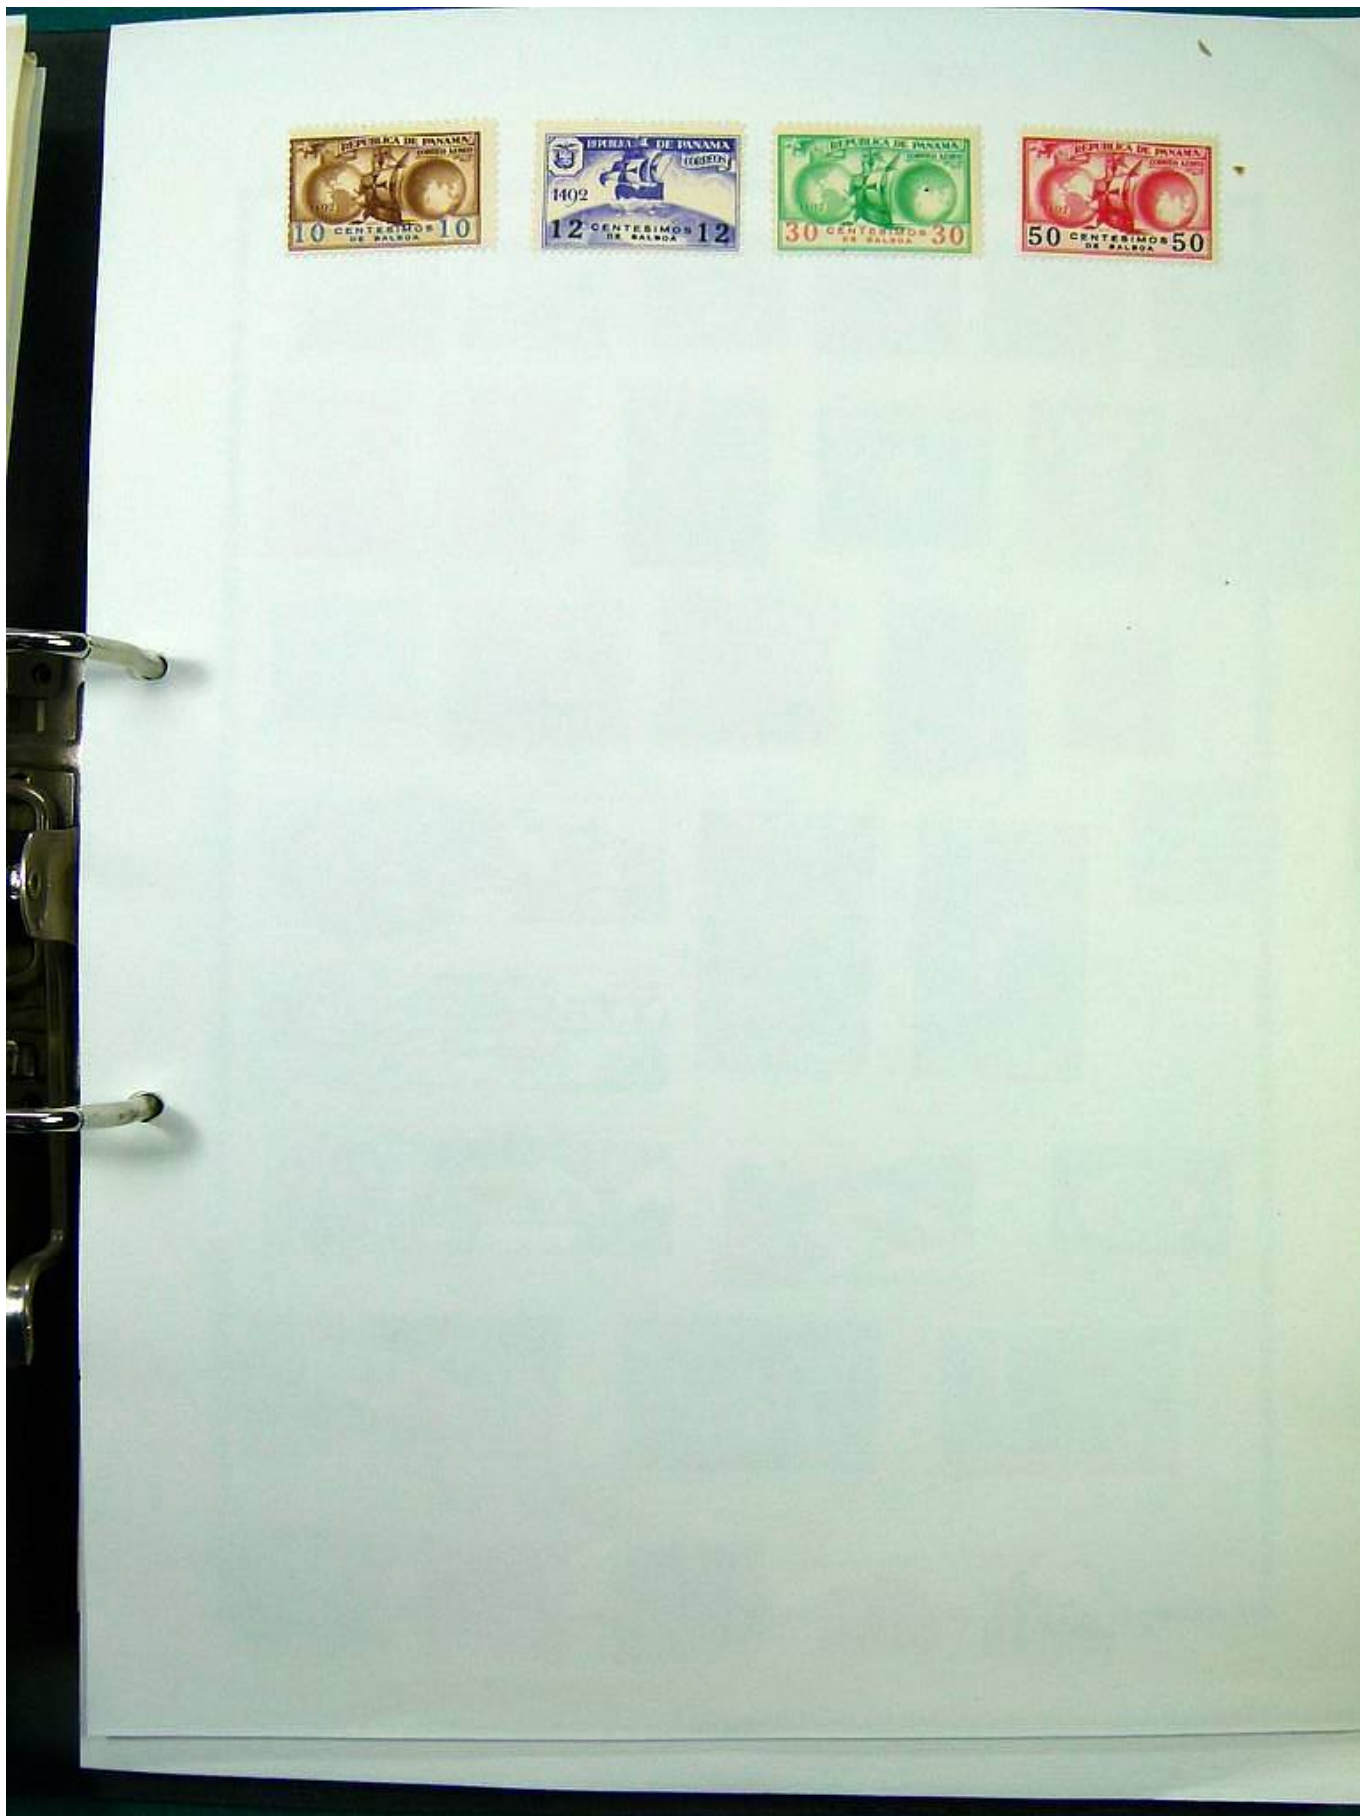 REPUBLICA DE PANAMA
CORREO AEREO
1492
10 CENTESIMOS 10
DE BALBOA
REPUBLICA DE PANAMA
CORREOS
1492
12 CENTESIMOS 12
DE BALBOA
REPUBLICA DE PANAMA
CORREO AEREO
1492
30 CENTESIMOS 30
DE BALBOA
REPUBLICA DE PANAMA
CORREO AEREO
1492
50 CENTESIMOS 50
DE BALBOA